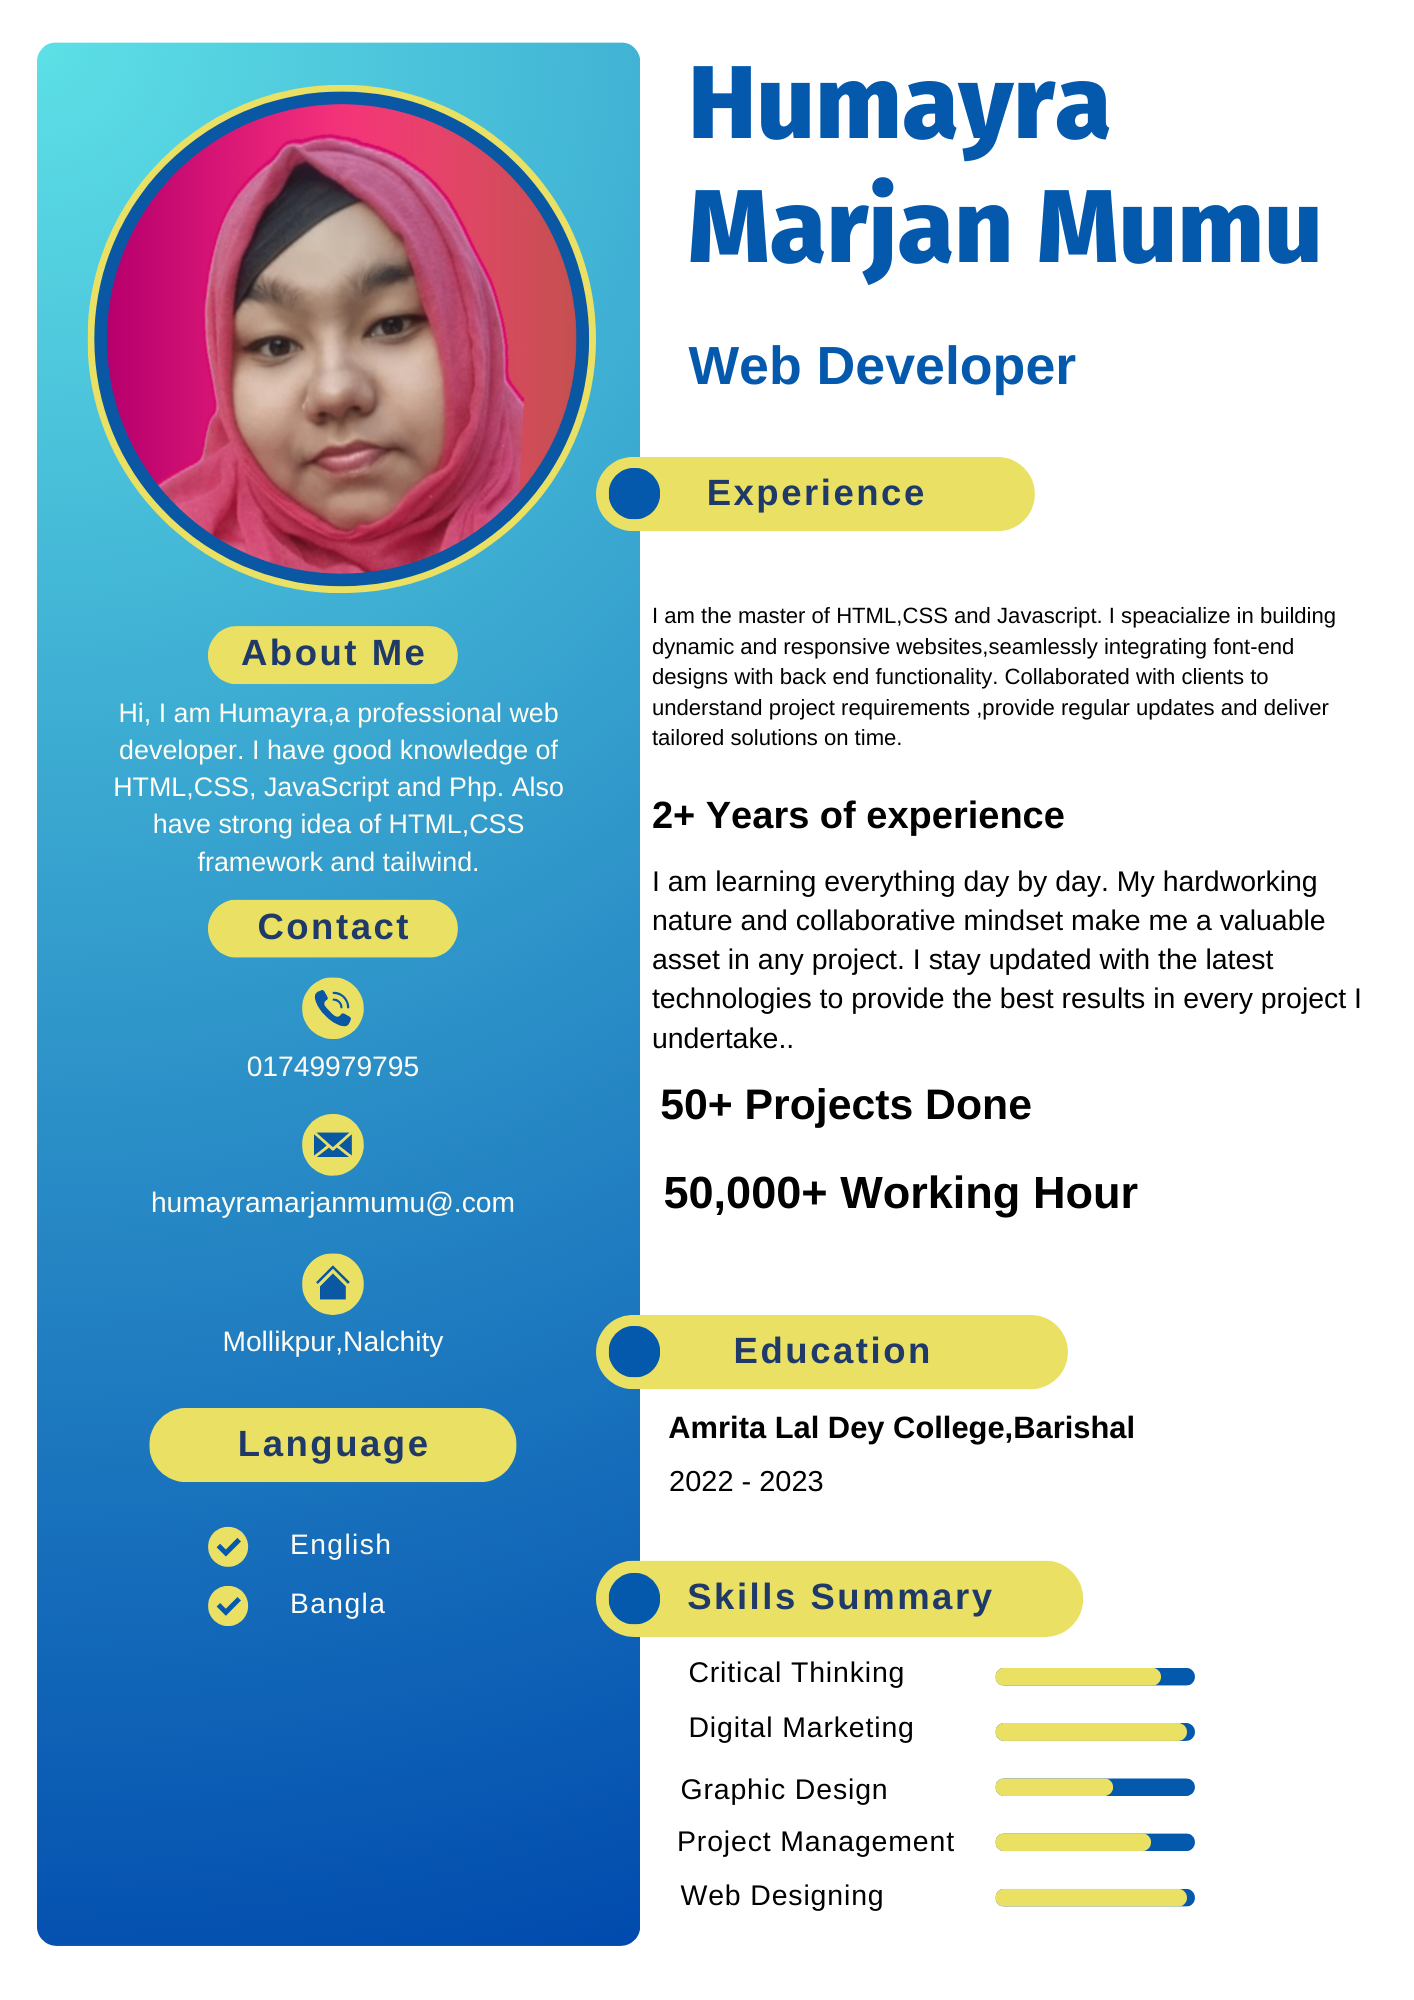 Humayra
Marjan Mumu
Web Developer
About Me
Hi, I am Humayra,a professional web
developer. I have good knowledge of
HTML,CSS, JavaScript and Php. Also
have strong idea of HTML,CSS
framework and tailwind.
Contact
01749979795
humayramarjanmumu@.com
Mollikpur,Nalchity
Language
English
Bangla
Experience
I am the master of HTML,CSS and Javascript. I speacialize in building
dynamic and responsive websites,seamlessly integrating font-end
designs with back end functionality. Collaborated with clients to
understand project requirements ,provide regular updates and deliver
tailored solutions on time.
2+ Years of experience
I am learning everything day by day. My hardworking
nature and collaborative mindset make me a valuable
asset in any project. I stay updated with the latest
technologies to provide the best results in every project I
undertake..
50+ Projects Done
50,000+ Working Hour
Education
Amrita Lal Dey College,Barishal
2022 - 2023
Skills Summary
Critical Thinking
Digital Marketing
Graphic Design
Project Management
Web Designing